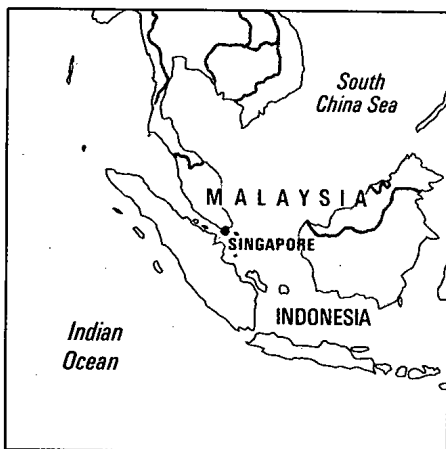 South
China Sea
MALAYSIA
SINGAPORE
INDONESIA
Indian
Ocean